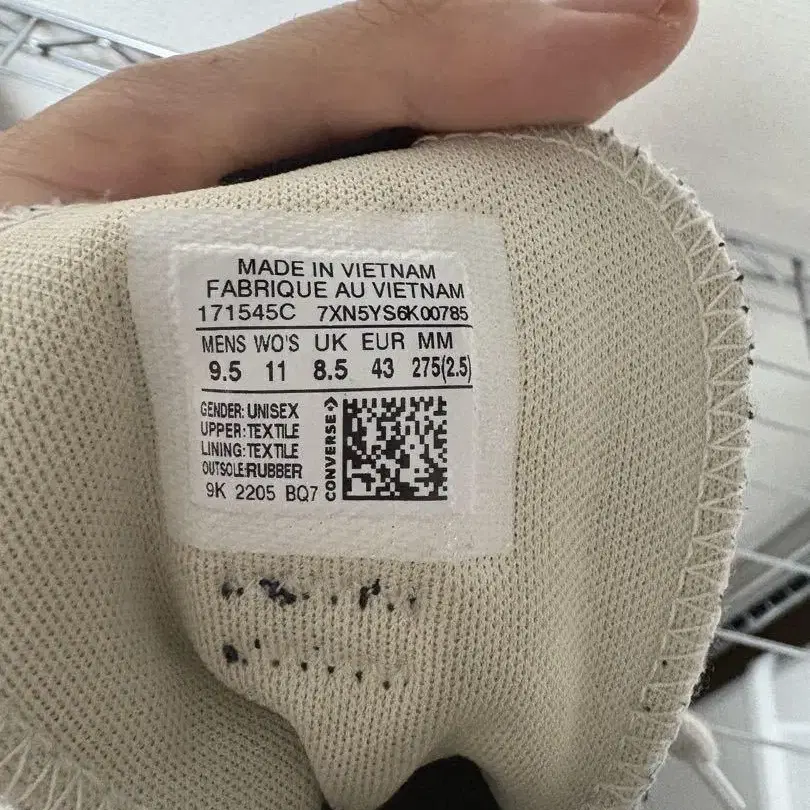 MADE IN VIETNAM
FABRIQUE AU VIETNAM
171545C 7XN5YS6K00785
MENS WO'S UK EUR MM
9.5 11 8.5 43 275(2.5)
GENDER: UNISEX
UPPER: TEXTILE
LINING: TEXTILE
OUTSOLE:RUBBER
9K 2205 BQ7
CONVERSE